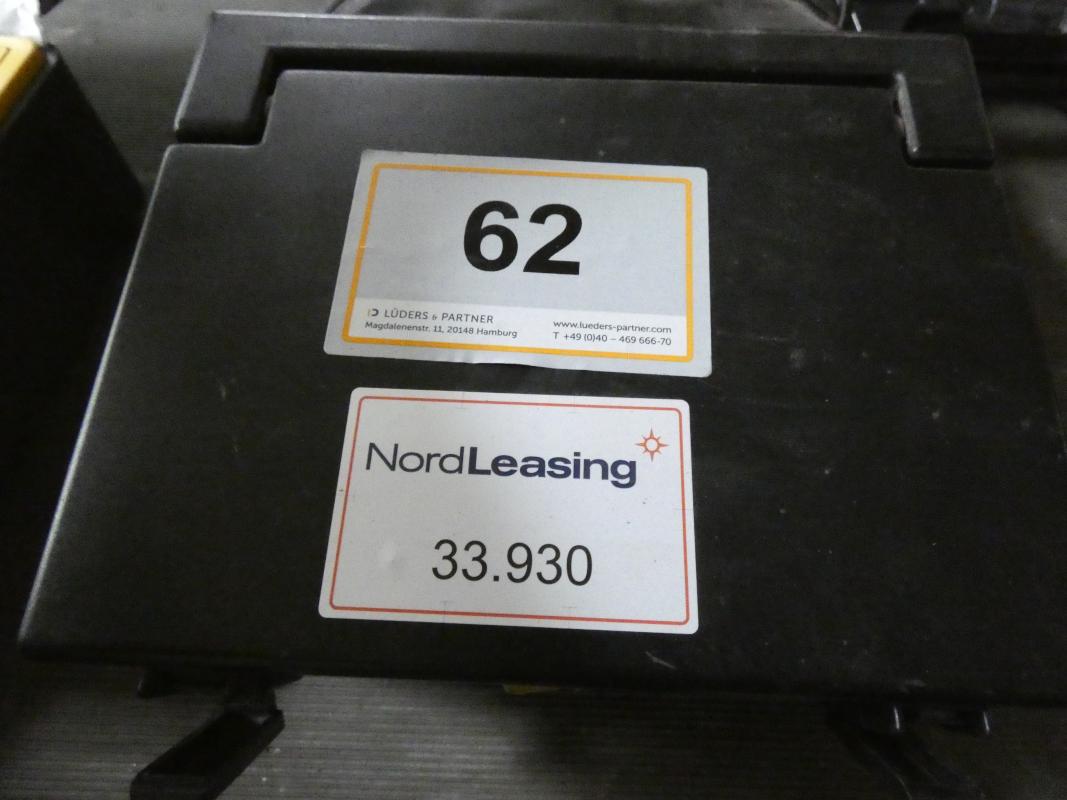 62
LÜDERS & PARTNER
Magdalenenstr. 11, 20148 Hamburg
www.lueders-partner.com
T +49 (0)40 – 469 666-70
NordLeasing
33.930